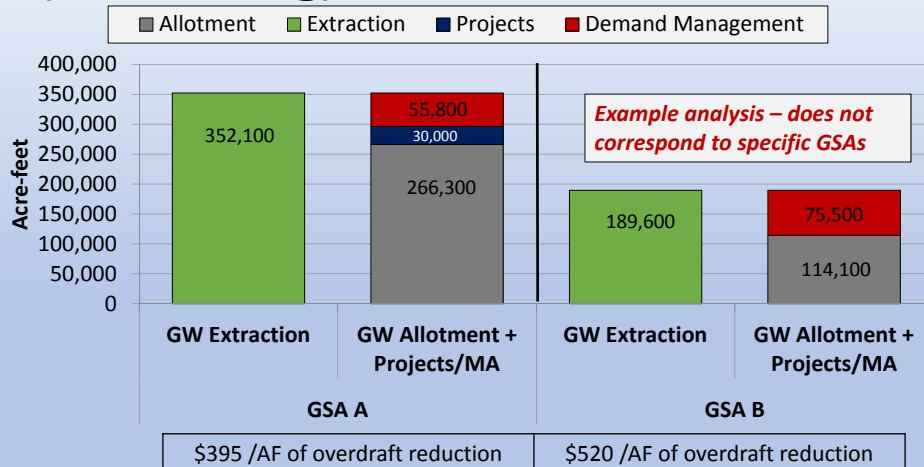 Allotment Extraction Projects Demand Management
400,000
350,000
300,000
250,000
200,000
150,000
100,000
50,000
0
Acre-feet
352,100
55,800
30,000
266,300
Example analysis – does not
correspond to specific GSAs
189,600
75,500
114,100
GW Extraction
GW Allotment +
Projects/MA
GW Extraction
GW Allotment +
Projects/MA
GSA A
GSA B
$395 /AF of overdraft reduction
$520 /AF of overdraft reduction